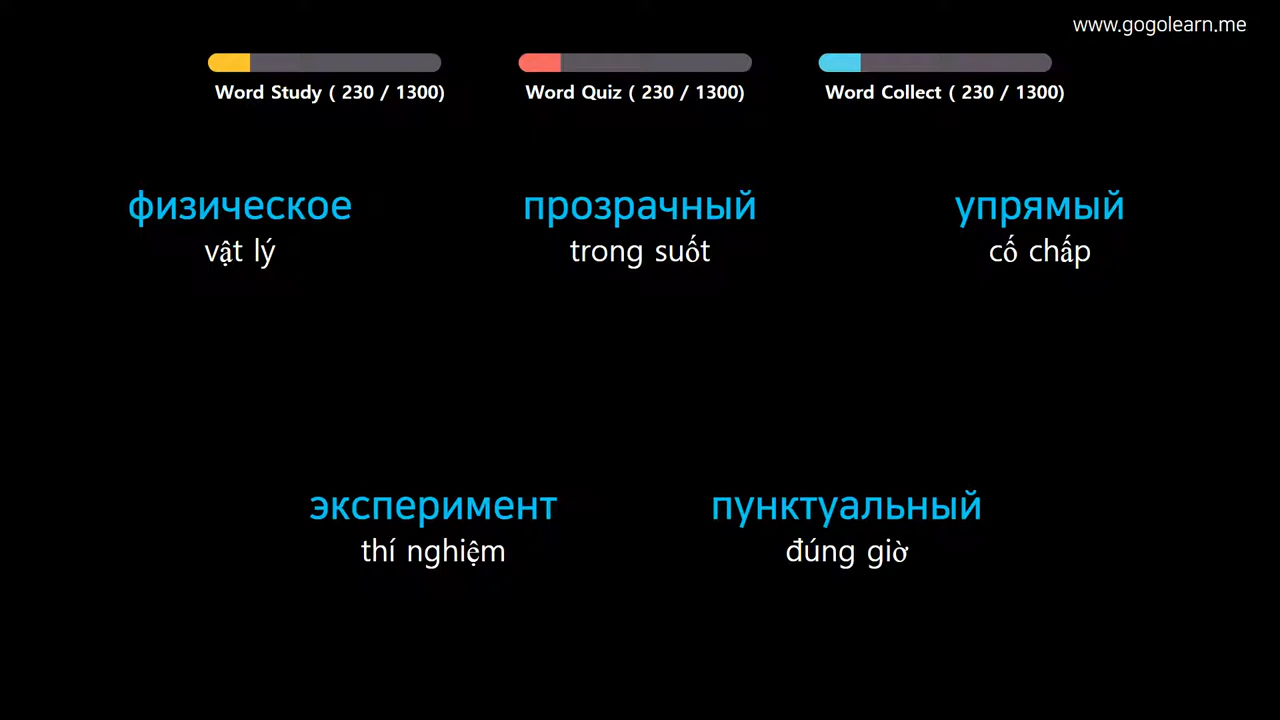 www.gogolearn.me
Word Study ( 230 / 1300)
Word Quiz ( 230 / 1300)
Word Collect ( 230 / 1300)
физическое
vật lý
прозрачный
trong suốt
упрямый
cố chấp
эксперимент
thí nghiệm
пунктуальный
đúng giờ